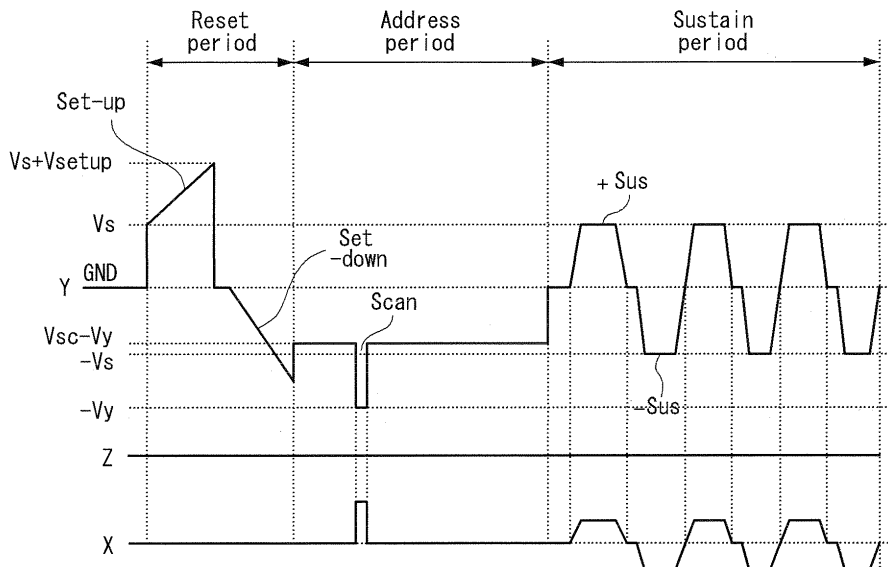 Reset
period
Address
period
Sustain
period
Set-up
Vs+Vsetup
+Sus
Vs
Set
-down
GND
Y
Scan
Vsc-Vy
-Vs
-Vy
-Sus
Z
X